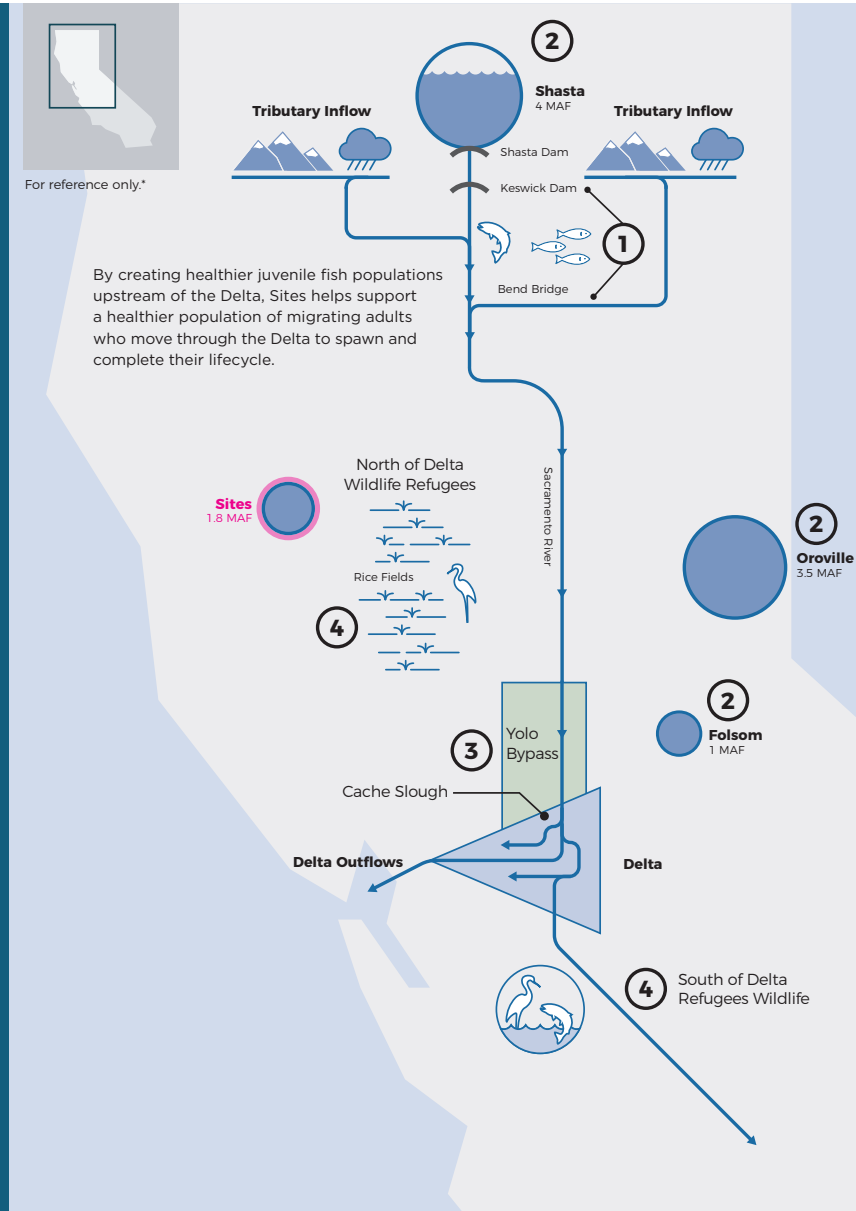 For reference only.*
2
Shasta
4 MAF
Tributary Inflow
Tributary Inflow
Shasta Dam
Keswick Dam
1
Bend Bridge
By creating healthier juvenile fish populations
upstream of the Delta, Sites helps support
a healthier population of migrating adults
who move through the Delta to spawn and
complete their lifecycle.
Sacramento River
North of Delta
Wildlife Refugees
Sites
1.8 MAF
Rice Fields
4
2
Oroville
3.5 MAF
2
Folsom
1 MAF
3
Yolo
Bypass
Cache Slough
Delta Outflows
Delta
4
South of Delta
Refugees Wildlife